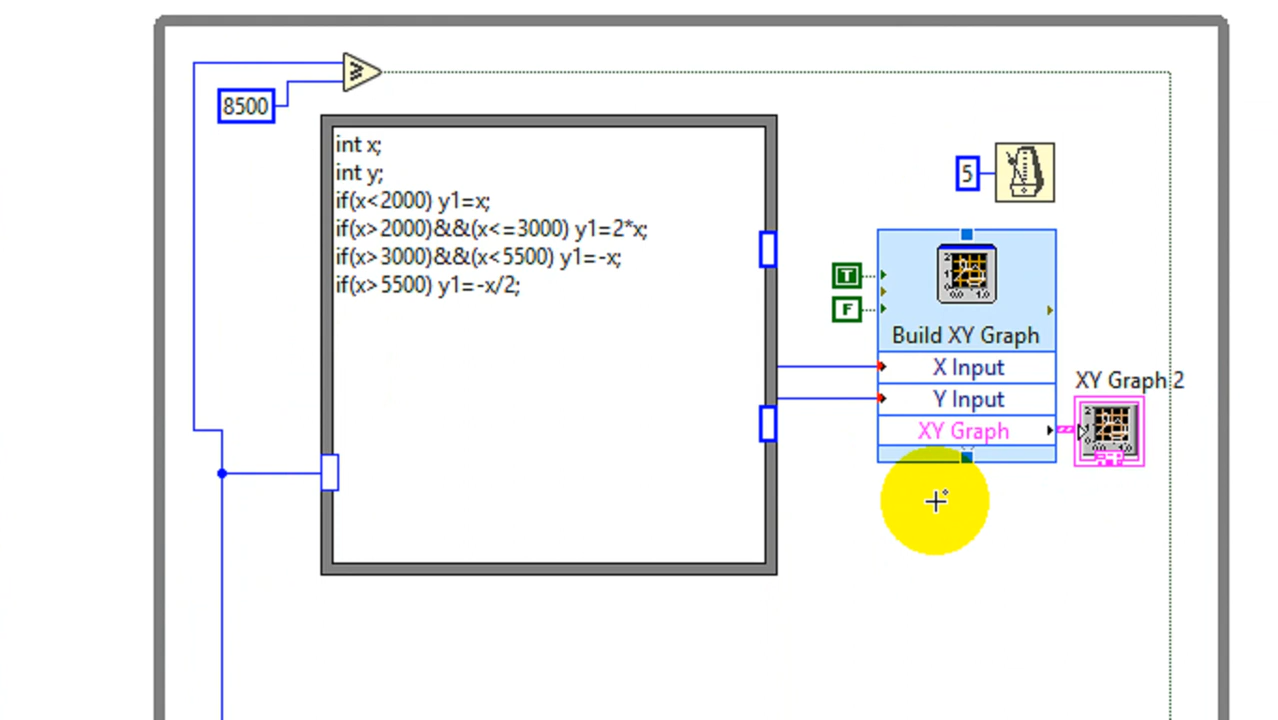 8500
int x;
int y;
if(x<2000) y1=x;
if(x>2000)&&(x<=3000) y1=2*x;
if(x>3000)&&(x<5500) y1=-x;
if(x>5500) y1=-x/2;
5
T
F
Build XY Graph
X Input
Y Input
XY Graph
XY Graph 2